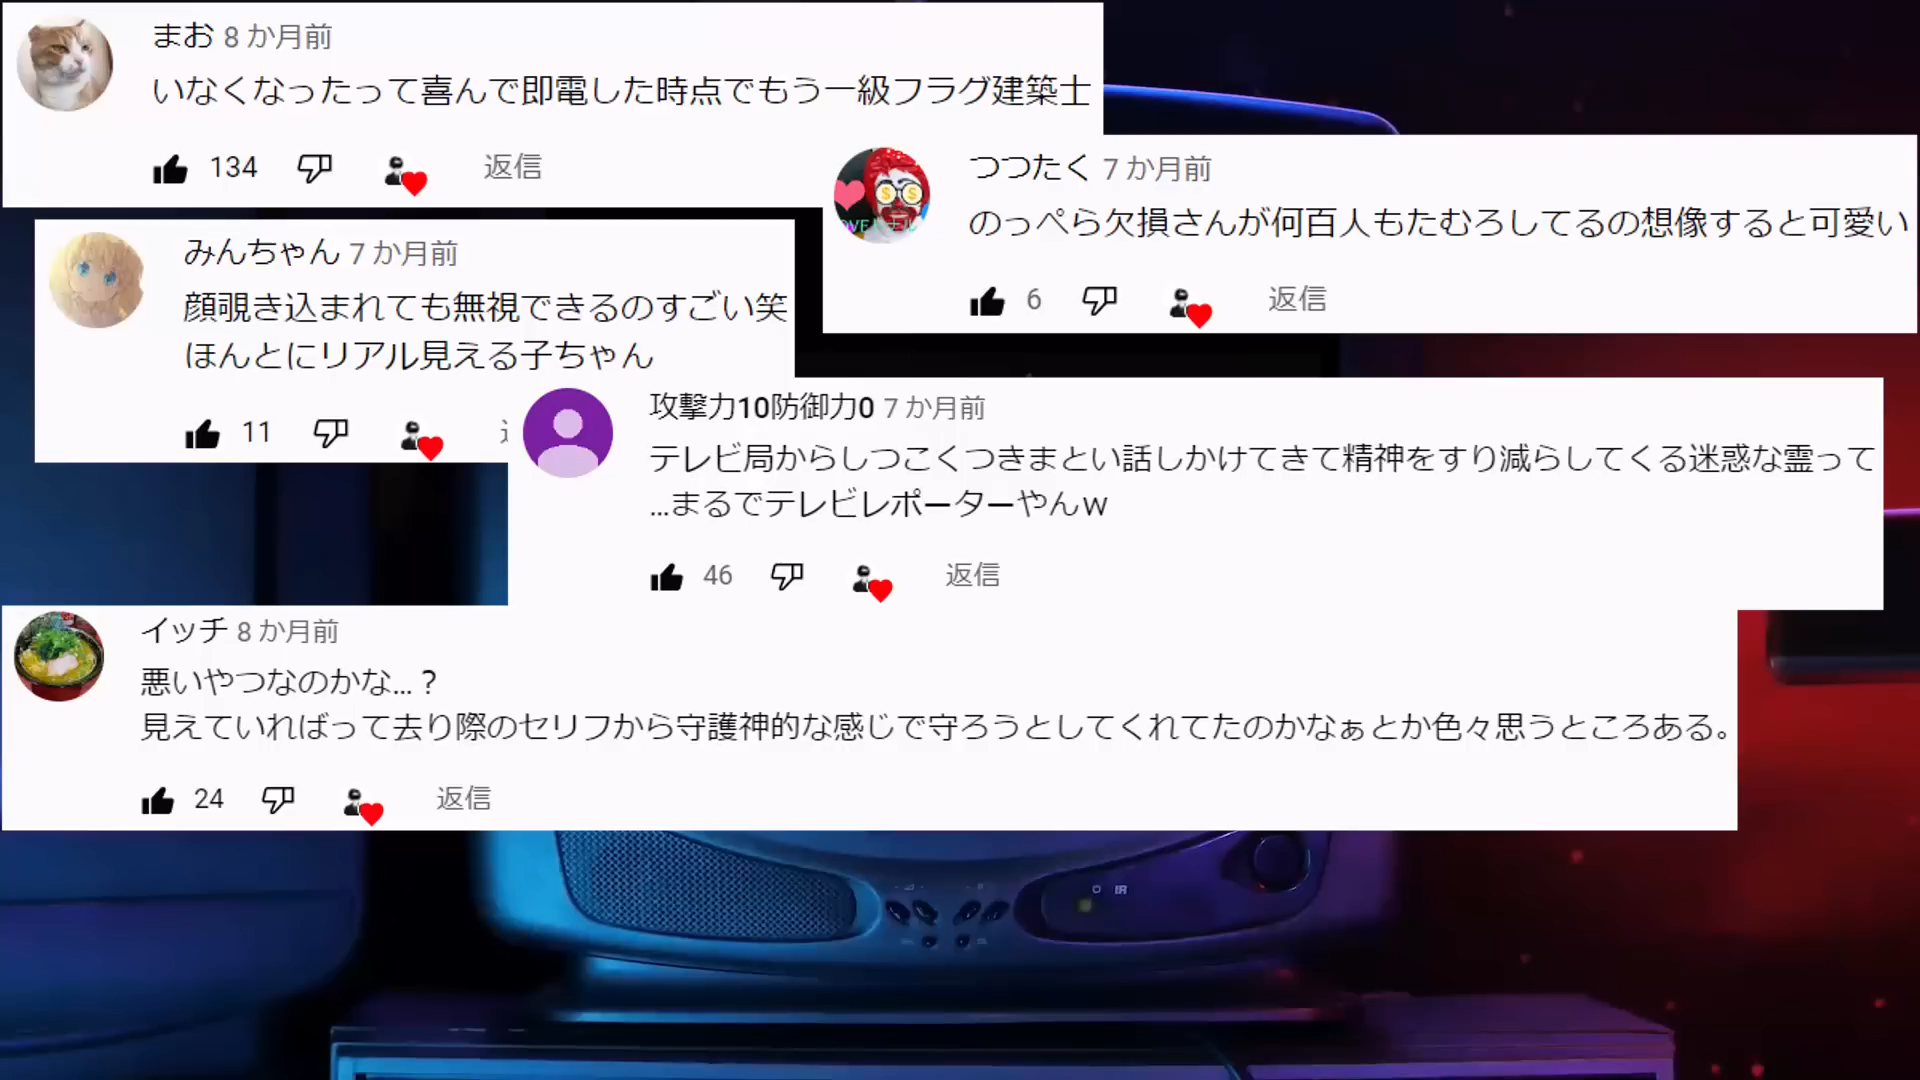 まお 8 か月前
いなくなったって喜んで即電した時点でもう一級フラグ建築士
134 返信
つつたく 7 か月前
のっぺら欠損さんが何百人もたむろしてるの想像すると可愛い
6 返信
みんちゃん 7 か月前
顔覗き込まれても無視できるのすごい笑
ほんとにリアル見える子ちゃん
11
攻撃力10防御力0 7 か月前
テレビ局からしつこくつきまとい話しかけてきて精神をすり減らしてくる迷惑な霊って
...まるでテレビレポーターやんｗ
46 返信
イッチ 8 か月前
悪いやつなのかな...？
見えていればって去り際のセリフから守護神的な感じで守ろうとしてくれてたのかなぁとか色々思うところある。
24 返信